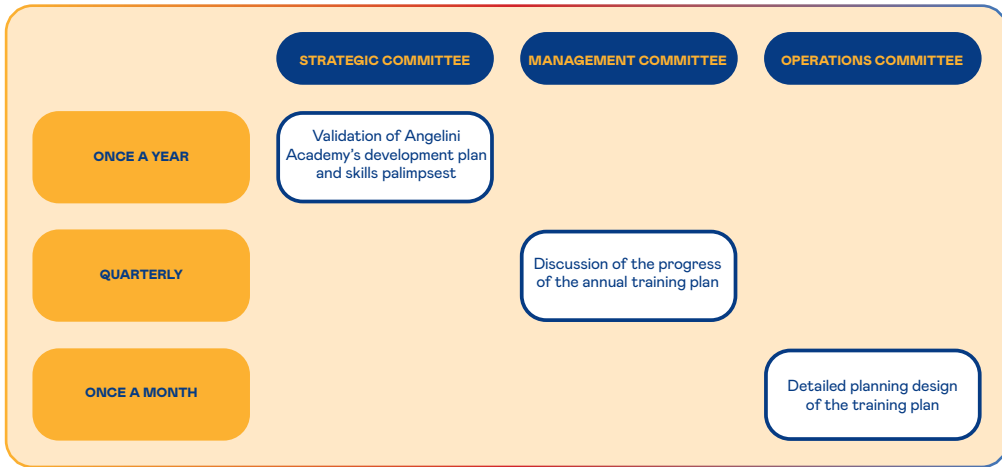 STRATEGIC COMMITTEE
MANAGEMENT COMMITTEE
OPERATIONS COMMITTEE
ONCE A YEAR
Validation of Angelini
Academy's development plan
and skills palimpsest
QUARTERLY
Discussion of the progress
of the annual training plan
ONCE A MONTH
Detailed planning design
of the training plan